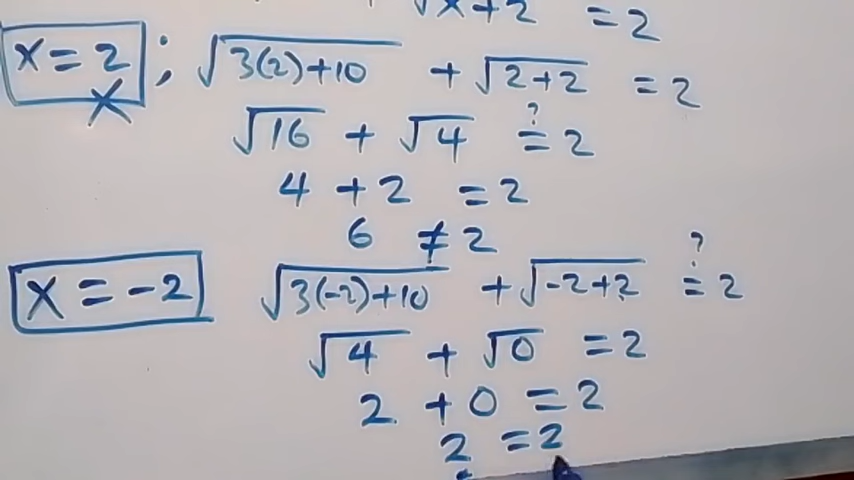 √x+2 = 2
x = 2 ; √3(2)+10 + √2+2 = 2
x
√16 + √4 ?= 2
4 + 2 = 2
6 ≠ 2
x = -2 √3(-2)+10 + √-2+2 ?= 2
√4 + √0 = 2
2 + 0 = 2
2 = 2